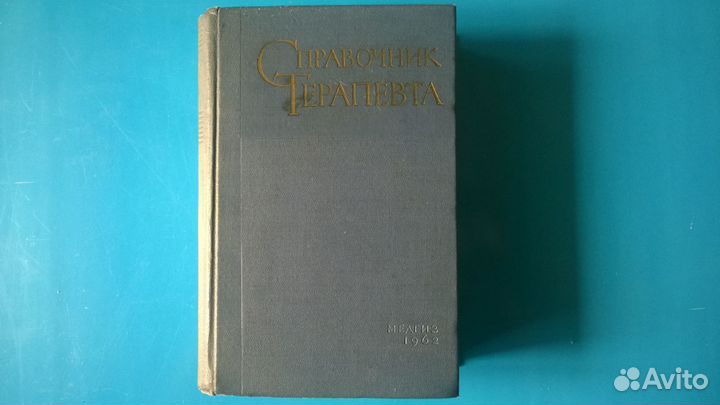 Справочник
Терапевта
МЕДГИЗ
1962
Avito